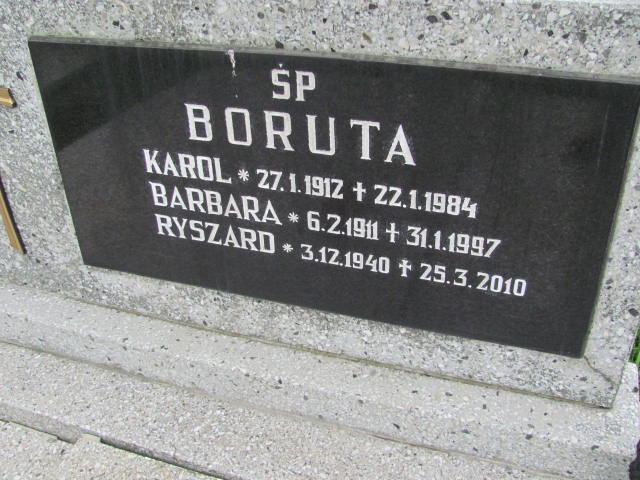 ŚP
BORUTA
KAROL * 27.1.1912 ✝ 22.1.1984
BARBARA * 6.2.1911 ✝ 31.1.1997
RYSZARD * 3.12.1940 ✝ 25.3.2010